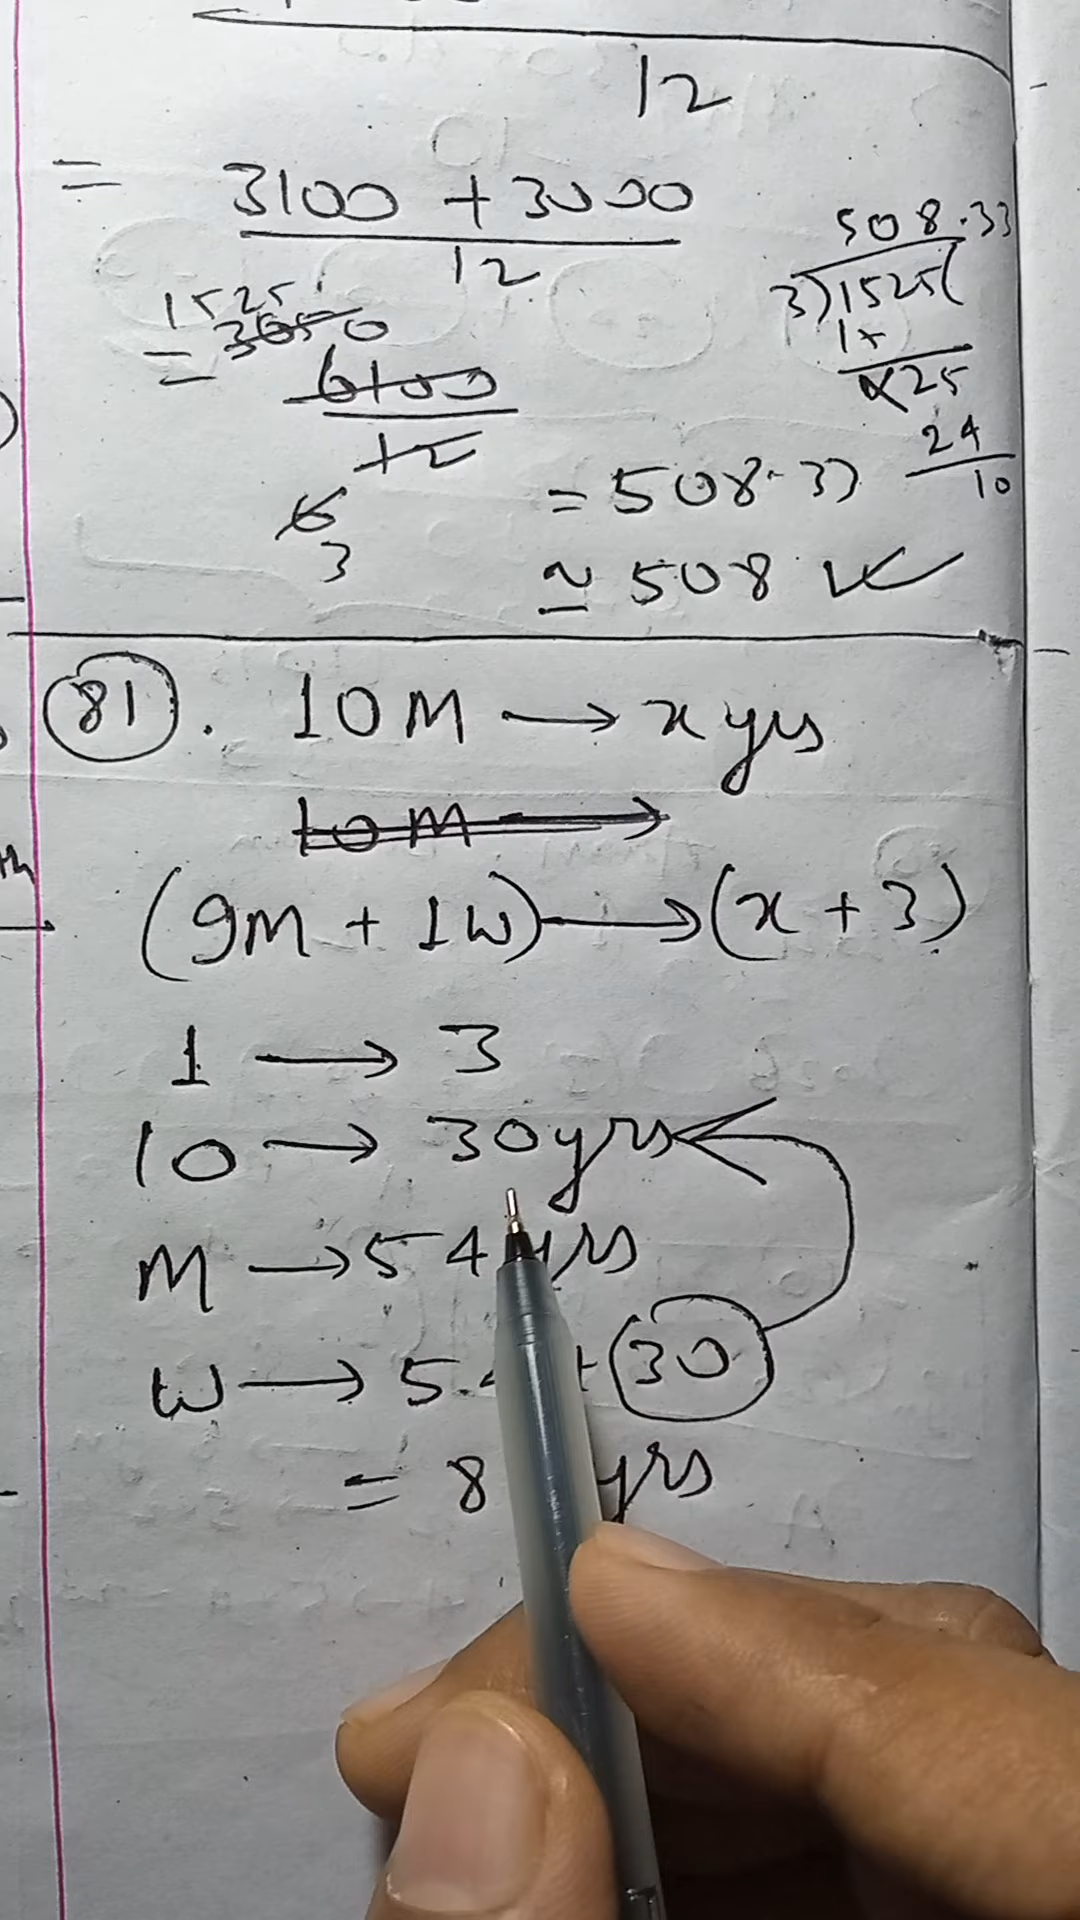 12
= 3100 + 3000
12
508.33
3)1525(
15
025
24
10
1525
= 3050
6100
12
6
3
= 508.33
≃ 508 ✓
81. 10M → x yrs
10M →
(9M + 1W) → (x + 3)
1 → 3
10 → 30yrs
M → 54 yrs
W → 5 + 30
= 8 yrs